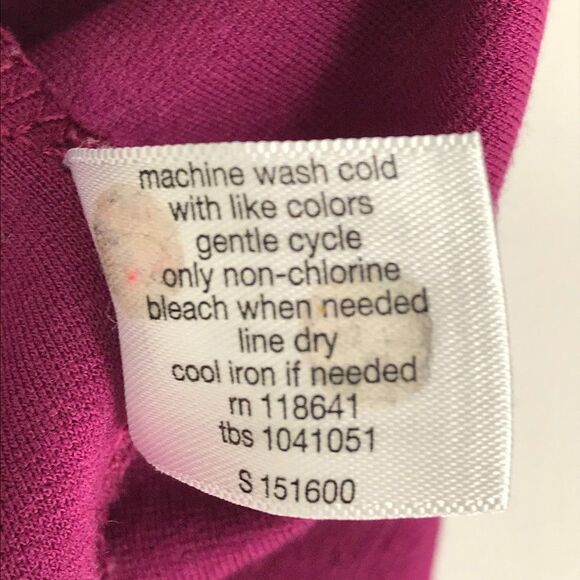 machine wash cold
with like colors
gentle cycle
only non-chlorine
bleach when needed
line dry
cool iron if needed
rn 118641
tbs 1041051
S 151600